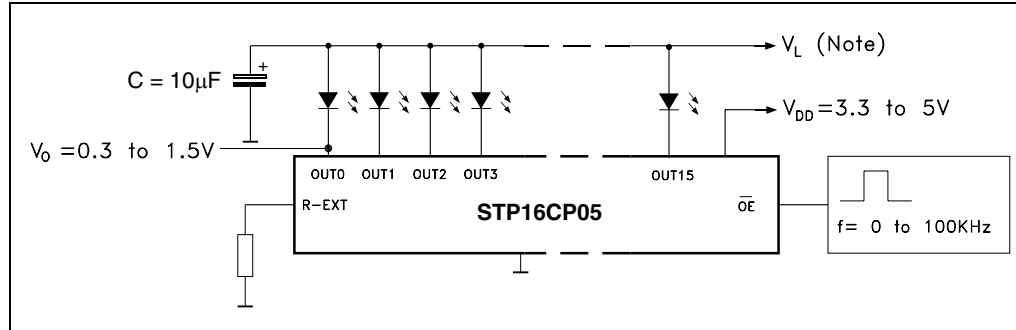 V_L (Note)
C = 10µF
+
V_DD=3.3 to 5V
V_O =0.3 to 1.5V
OUT0 OUT1 OUT2 OUT3 OUT15
R-EXT
STP16CP05
O̅E̅
f= 0 to 100KHz